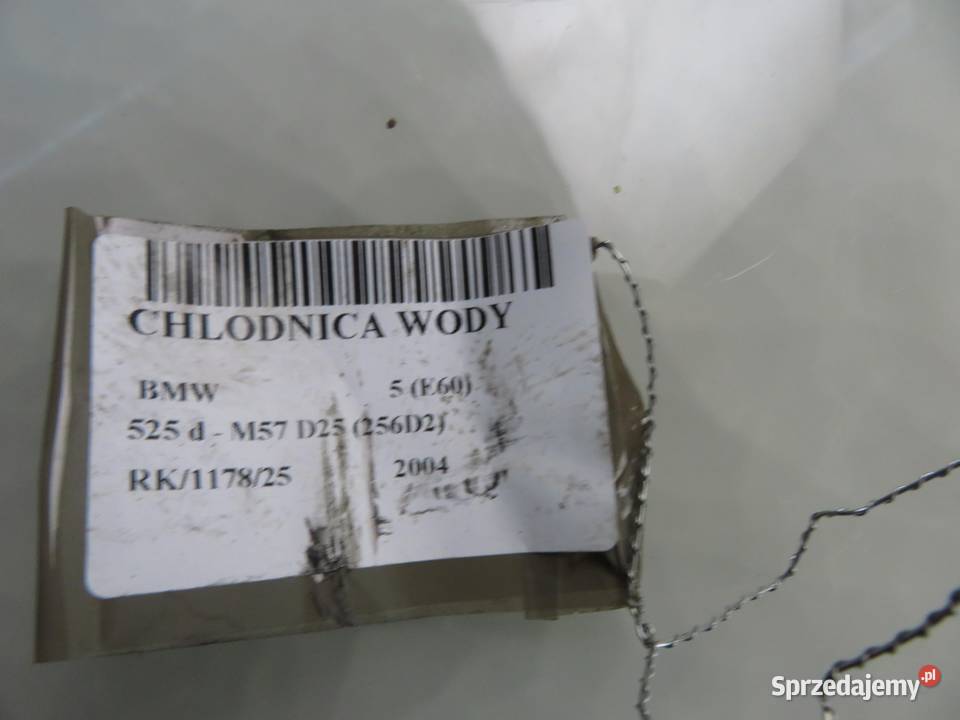 CHLODNICA WODY
BMW 5 (E60)
525 d - M57 D25 (256D2)
RK/1178/25 2004
Sprzedajemy.pl